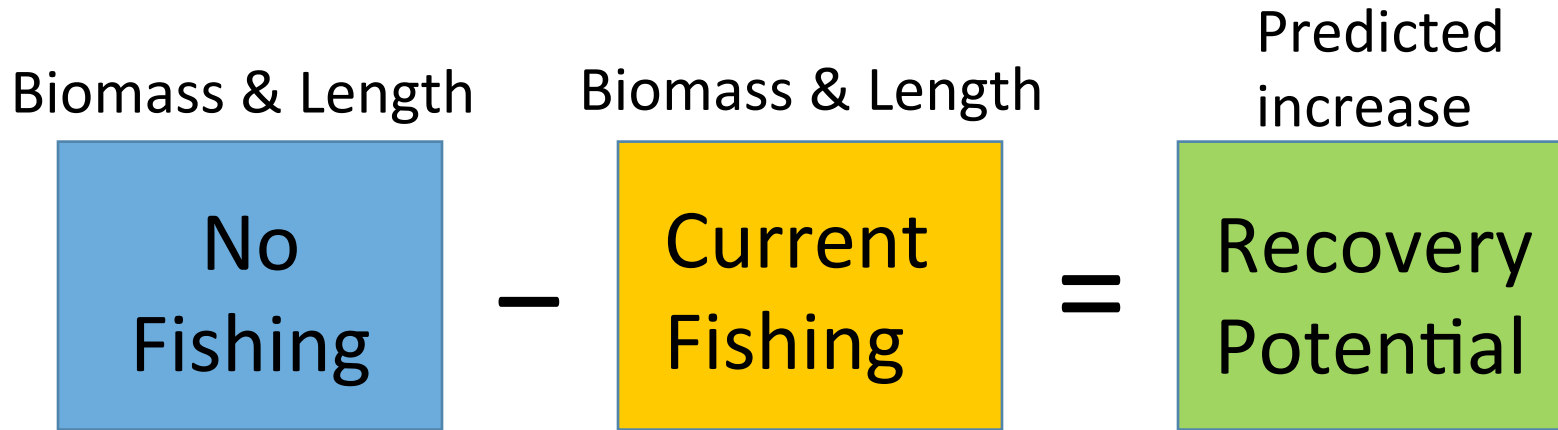 Biomass & Length
No
Fishing
–
Biomass & Length
Current
Fishing
=
Predicted
increase
Recovery
Potential